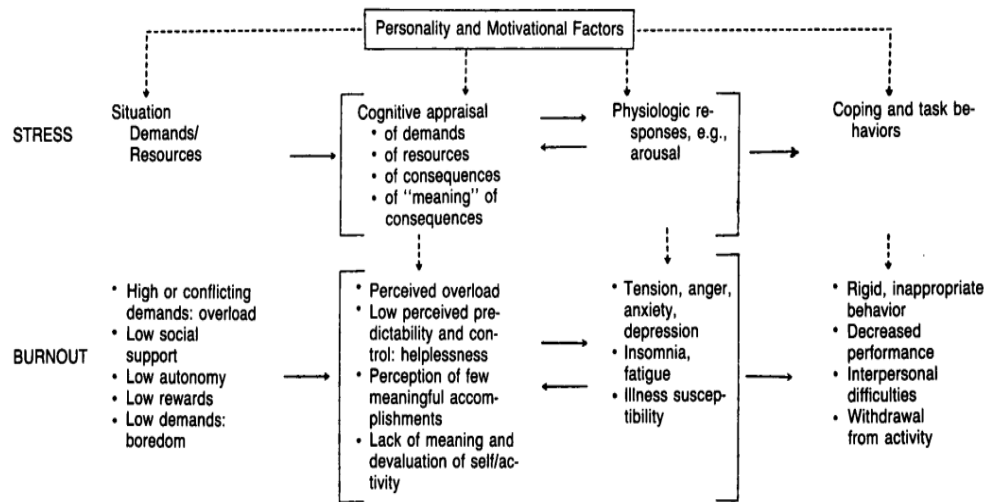 Personality and Motivational Factors
STRESS
Situation
Demands/
Resources
Cognitive appraisal
• of demands
• of resources
• of consequences
• of "meaning" of
consequences
Physiologic re-
sponses, e.g.,
arousal
Coping and task be-
haviors
BURNOUT
• High or conflicting
demands: overload
• Low social
support
• Low autonomy
• Low rewards
• Low demands:
boredom
• Perceived overload
• Low perceived pre-
dictability and con-
trol: helplessness
• Perception of few
meaningful accom-
plishments
• Lack of meaning and
devaluation of self/ac-
tivity
• Tension, anger,
anxiety,
depression
• Insomnia,
fatigue
• Illness suscep-
tibility
• Rigid, inappropriate
behavior
• Decreased
performance
• Interpersonal
difficulties
• Withdrawal
from activity